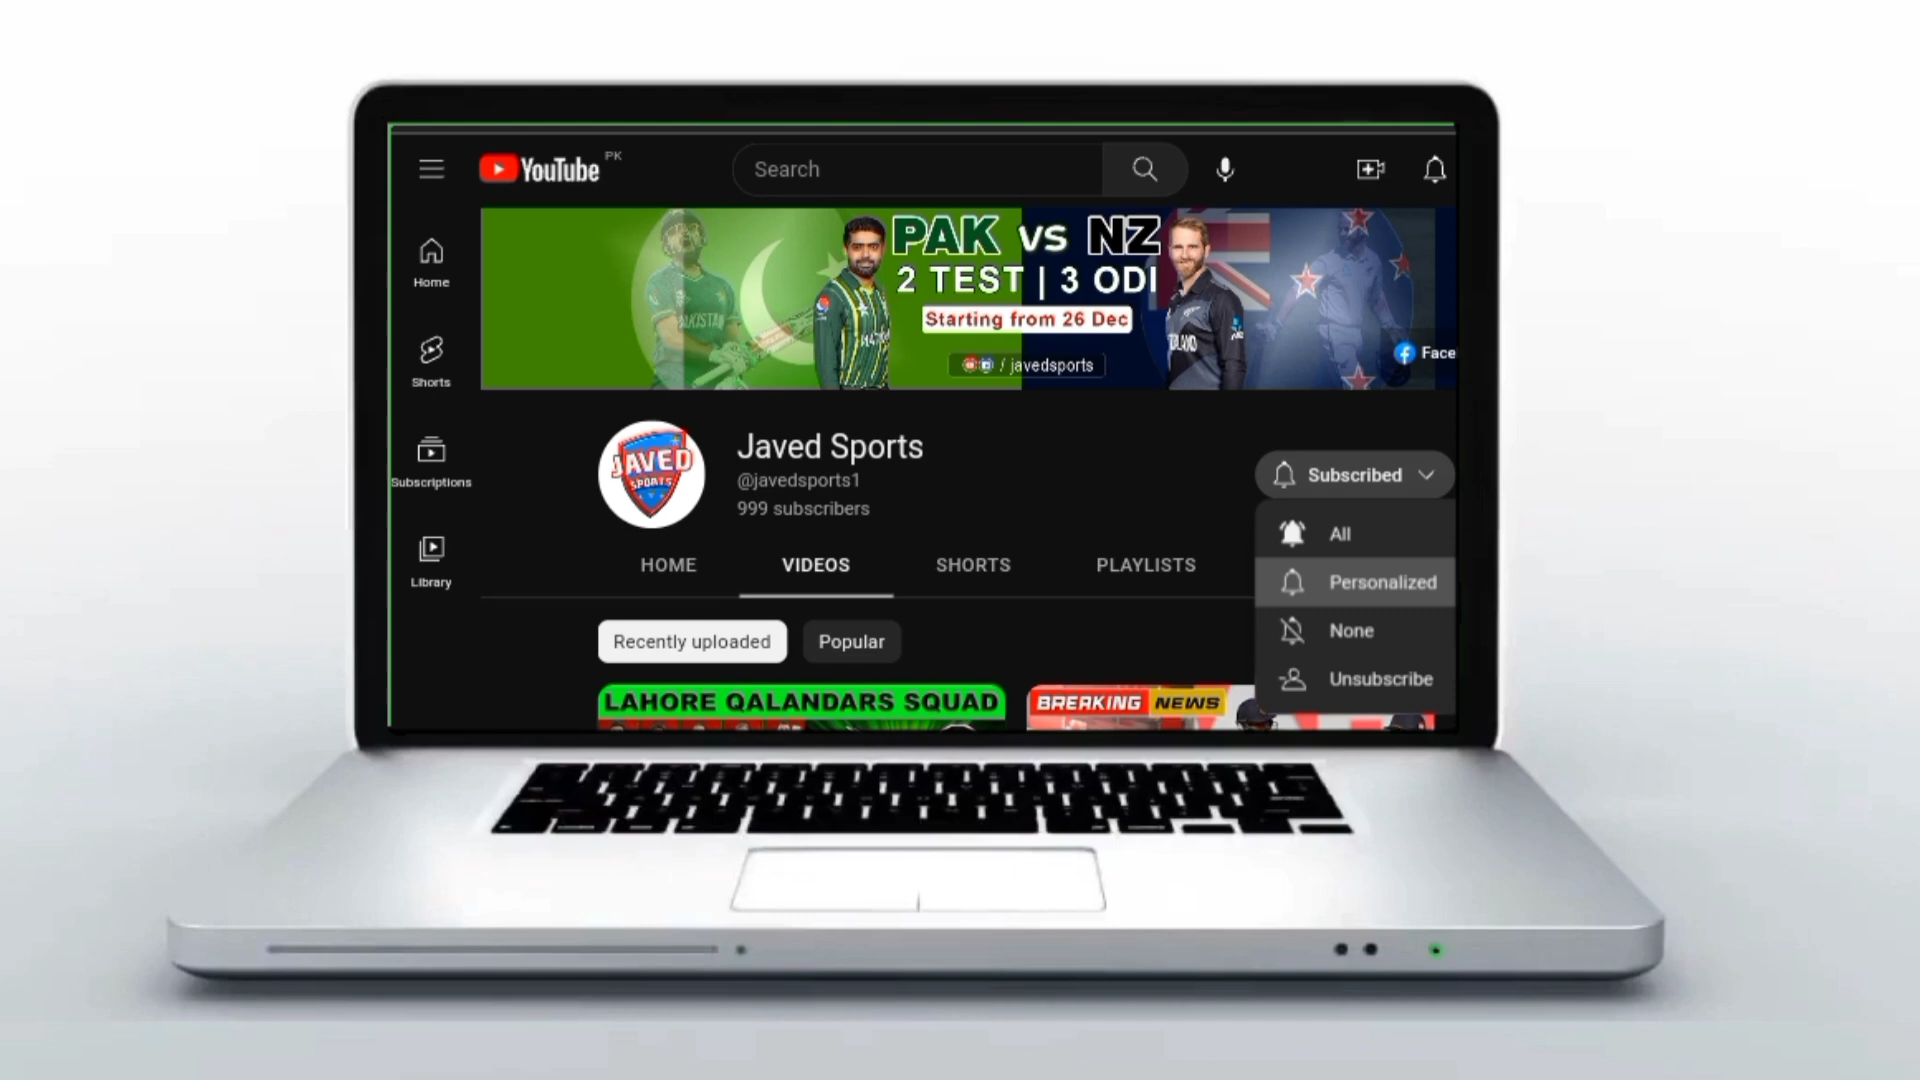 YouTube PK
Search
Home
Shorts
Subscriptions
Library
PAK vs NZ
2 TEST | 3 ODI
Starting from 26 Dec
/ javedsports
Face
PAKISTAN
JAVED
SPORTS
Javed Sports
@javedsports1
999 subscribers
Subscribed
All
Personalized
None
Unsubscribe
HOME
VIDEOS
SHORTS
PLAYLISTS
Recently uploaded
Popular
LAHORE QALANDARS SQUAD
BREAKING NEWS